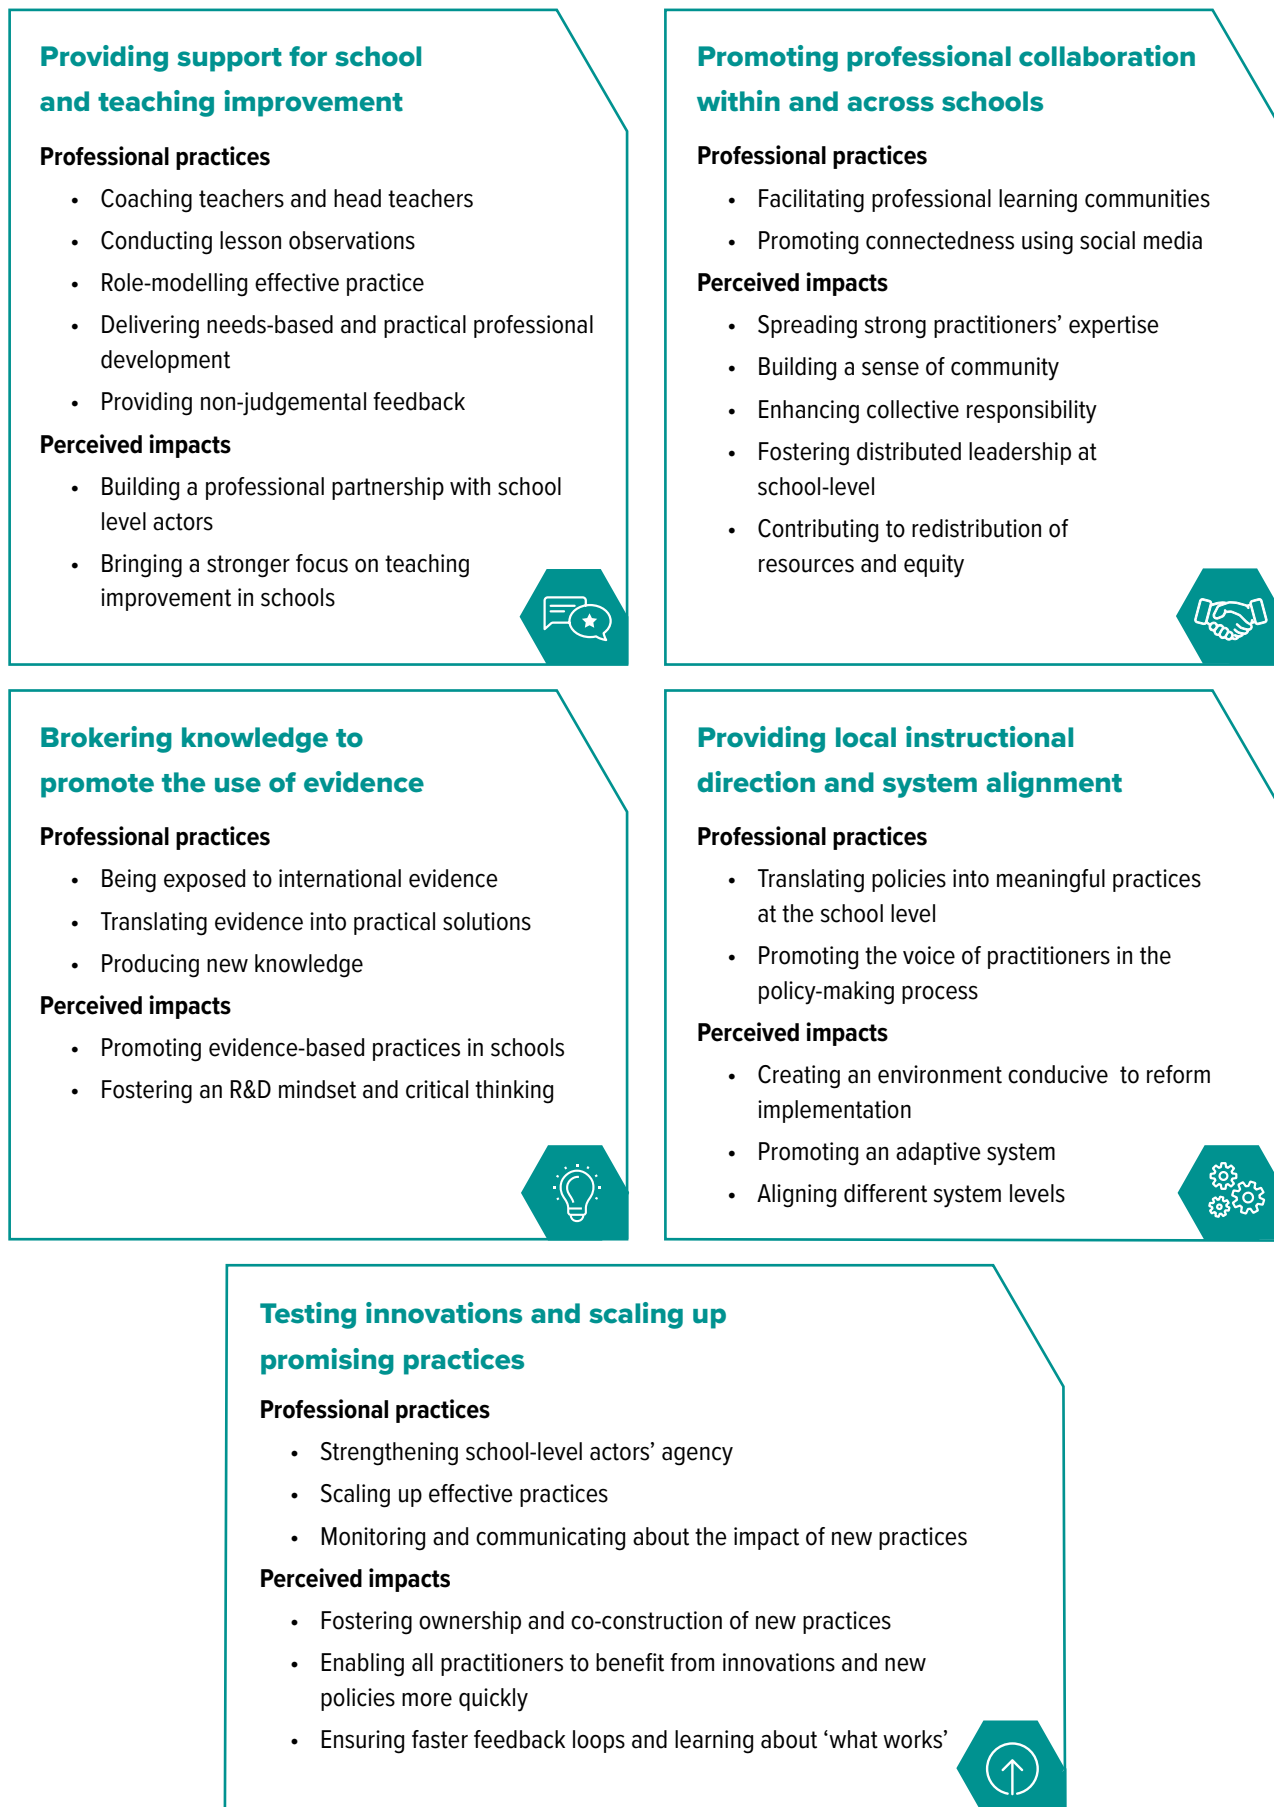 Providing support for school
and teaching improvement
Professional practices
• Coaching teachers and head teachers
• Conducting lesson observations
• Role-modelling effective practice
• Delivering needs-based and practical professional
development
• Providing non-judgemental feedback
Perceived impacts
• Building a professional partnership with school
level actors
• Bringing a stronger focus on teaching
improvement in schools
Promoting professional collaboration
within and across schools
Professional practices
• Facilitating professional learning communities
• Promoting connectedness using social media
Perceived impacts
• Spreading strong practitioners’ expertise
• Building a sense of community
• Enhancing collective responsibility
• Fostering distributed leadership at
school-level
• Contributing to redistribution of
resources and equity
Brokering knowledge to
promote the use of evidence
Professional practices
• Being exposed to international evidence
• Translating evidence into practical solutions
• Producing new knowledge
Perceived impacts
• Promoting evidence-based practices in schools
• Fostering an R&D mindset and critical thinking
Providing local instructional
direction and system alignment
Professional practices
• Translating policies into meaningful practices
at the school level
• Promoting the voice of practitioners in the
policy-making process
Perceived impacts
• Creating an environment conducive to reform
implementation
• Promoting an adaptive system
• Aligning different system levels
Testing innovations and scaling up
promising practices
Professional practices
• Strengthening school-level actors’ agency
• Scaling up effective practices
• Monitoring and communicating about the impact of new practices
Perceived impacts
• Fostering ownership and co-construction of new practices
• Enabling all practitioners to benefit from innovations and new
policies more quickly
• Ensuring faster feedback loops and learning about ‘what works’